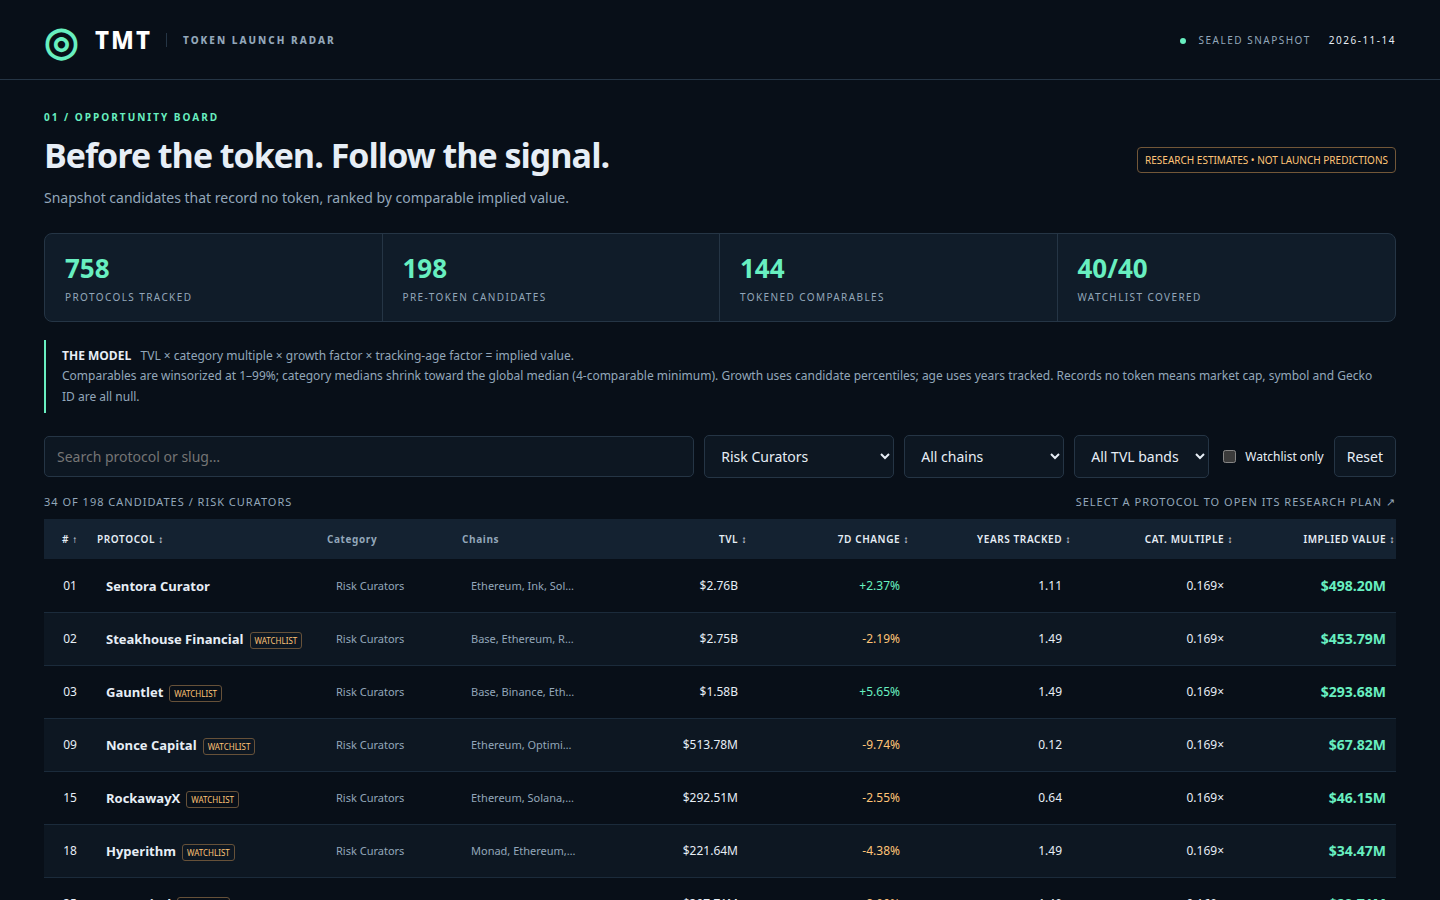 TMT
TOKEN LAUNCH RADAR
SEALED SNAPSHOT 2026-11-14
01 / OPPORTUNITY BOARD
Before the token. Follow the signal.
RESEARCH ESTIMATES • NOT LAUNCH PREDICTIONS
Snapshot candidates that record no token, ranked by comparable implied value.
758 198 144 40/40
PROTOCOLS TRACKED PRE-TOKEN CANDIDATES TOKENED COMPARABLES WATCHLIST COVERED
THE MODEL TVL × category multiple × growth factor × tracking-age factor = implied value.
Comparables are winsorized at 1–99%; category medians shrink toward the global median (4-comparable minimum). Growth uses candidate percentiles; age uses years tracked. Records no token means market cap, symbol and Gecko
ID are all null.
Search protocol or slug... Risk Curators All chains All TVL bands Watchlist only Reset
34 OF 198 CANDIDATES / RISK CURATORS SELECT A PROTOCOL TO OPEN ITS RESEARCH PLAN ↗
# ↑ PROTOCOL ↕ Category Chains TVL ↕ 7D CHANGE ↕ YEARS TRACKED ↕ CAT. MULTIPLE ↕ IMPLIED VALUE ↕
01 Sentora Curator Risk Curators Ethereum, Ink, Sol... $2.76B +2.37% 1.11 0.169× $498.20M
02 Steakhouse Financial WATCHLIST Risk Curators Base, Ethereum, R... $2.75B -2.19% 1.49 0.169× $453.79M
03 Gauntlet WATCHLIST Risk Curators Base, Binance, Eth... $1.58B +5.65% 1.49 0.169× $293.68M
09 Nonce Capital WATCHLIST Risk Curators Ethereum, Optimi... $513.78M -9.74% 0.12 0.169× $67.82M
15 RockawayX WATCHLIST Risk Curators Ethereum, Solana,... $292.51M -2.55% 0.64 0.169× $46.15M
18 Hyperithm WATCHLIST Risk Curators Monad, Ethereum,... $221.64M -4.38% 1.49 0.169× $34.47M